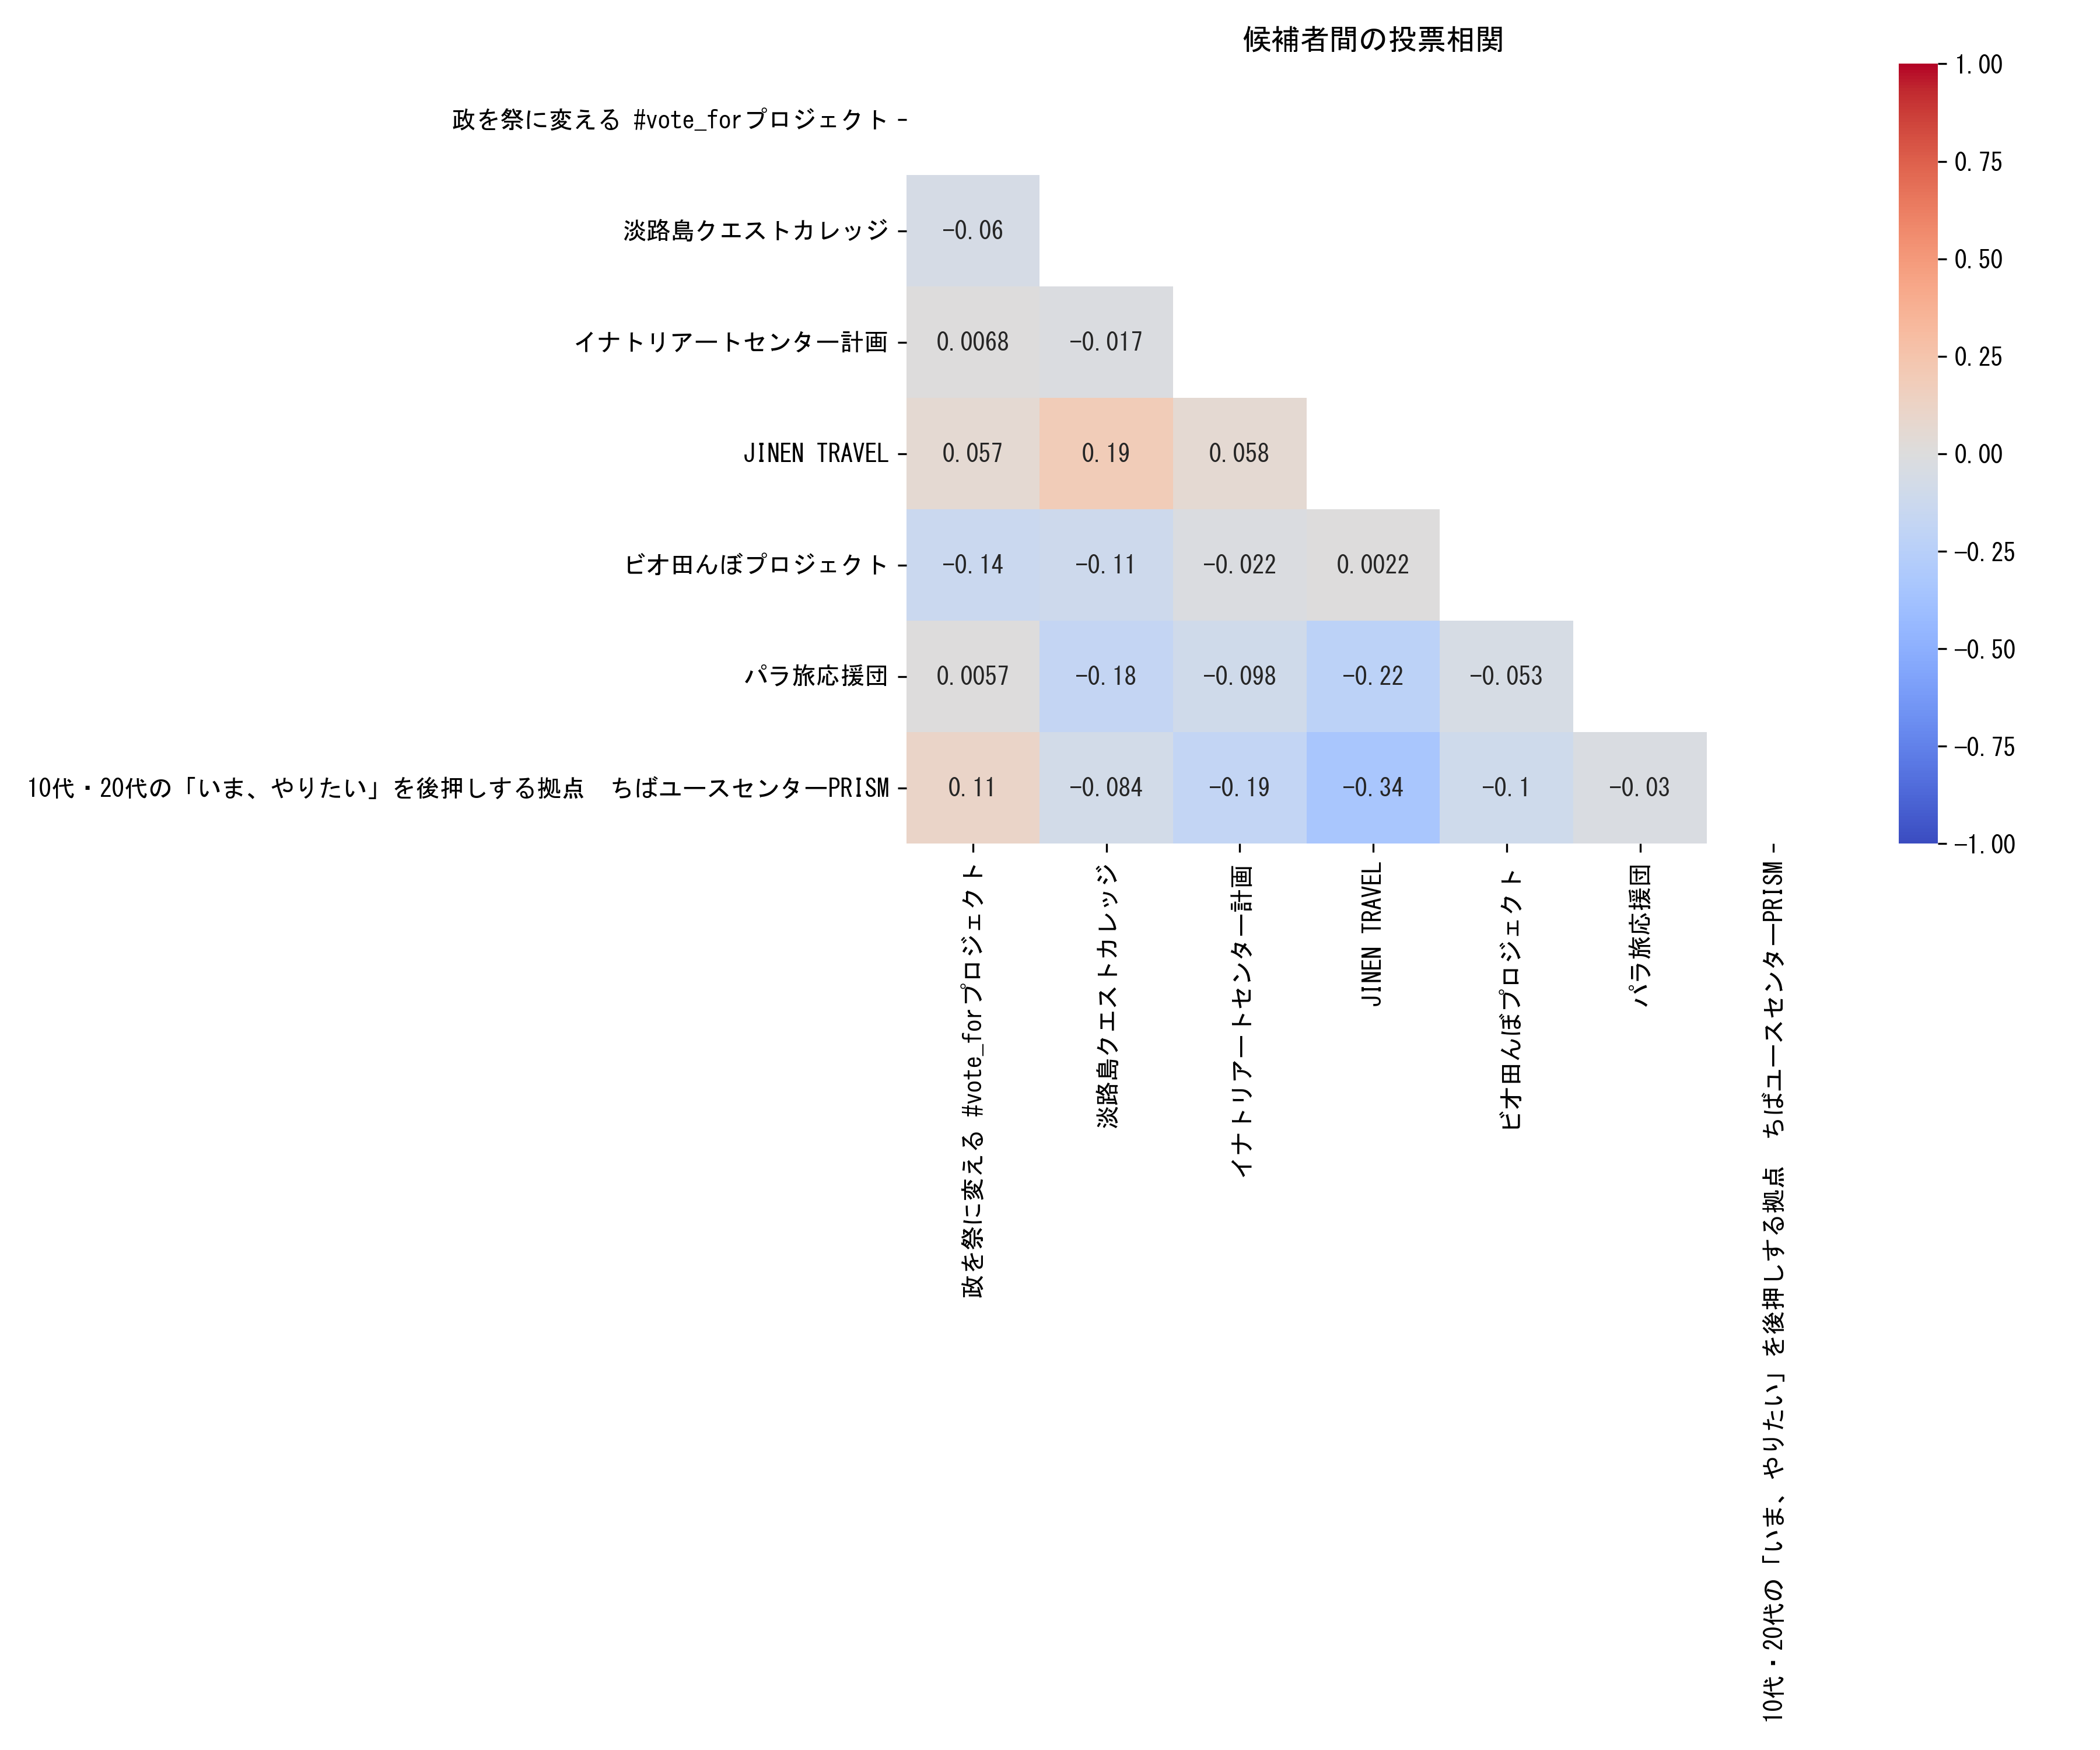 候補者間の投票相関
政を祭に変える #vote_forプロジェクト
淡路島クエストカレッジ
-0.06
イナトリアートセンター計画
0.0068 -0.017
JINEN TRAVEL
0.057 0.19 0.058
ビオ田んぼプロジェクト
-0.14 -0.11 -0.022 0.0022
パラ旅応援団
0.0057 -0.18 -0.098 -0.22 -0.053
10代・20代の「いま、やりたい」を後押しする拠点　ちばユースセンターPRISM
0.11 -0.084 -0.19 -0.34 -0.1 -0.03
政を祭に変える #vote_forプロジェクト
淡路島クエストカレッジ
イナトリアートセンター計画
JINEN TRAVEL
ビオ田んぼプロジェクト
パラ旅応援団
10代・20代の「いま、やりたい」を後押しする拠点　ちばユースセンターPRISM
1.00
0.75
0.50
0.25
0.00
-0.25
-0.50
-0.75
-1.00